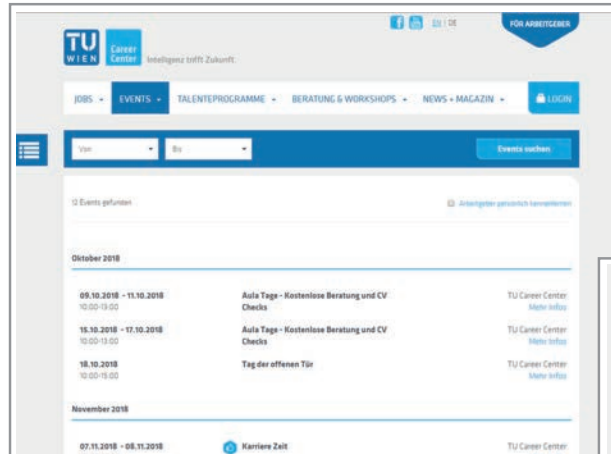 EN | DE
FÜR ARBEITGEBER
TU
WIEN
Career
Center
Intelligenz trifft Zukunft.
JOBS
EVENTS
TALENTEPROGRAMME
BERATUNG & WORKSHOPS
NEWS + MAGAZIN
LOGIN
Von
Bis
Events suchen
12 Events gefunden
Arbeitgeber persönlich kennenlernen
Oktober 2018
09.10.2018 - 11.10.2018 Aula Tage - Kostenlose Beratung und CV TU Career Center
10:00-13:00 Checks Mehr Infos
15.10.2018 - 17.10.2018 Aula Tage - Kostenlose Beratung und CV TU Career Center
10:00-13:00 Checks Mehr Infos
18.10.2018 Tag der offenen Tür TU Career Center
10:00-15:00 Mehr Infos
November 2018
07.11.2018 - 08.11.2018 Karriere Zeit TU Career Center